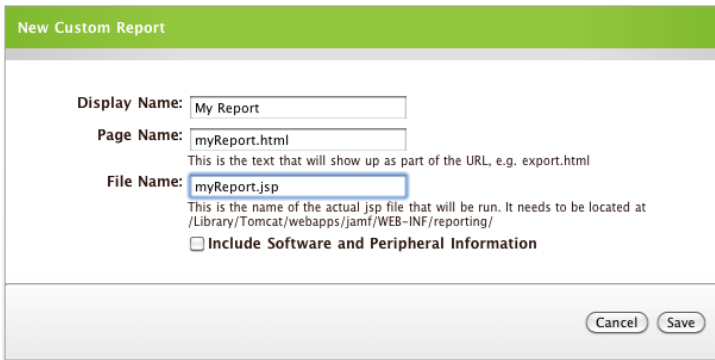 New Custom Report
Display Name: My Report
Page Name: myReport.html
This is the text that will show up as part of the URL, e.g. export.html
File Name: myReport.jsp
This is the name of the actual jsp file that will be run. It needs to be located at
/Library/Tomcat/webapps/jamf/WEB-INF/reporting/
Include Software and Peripheral Information
Cancel Save